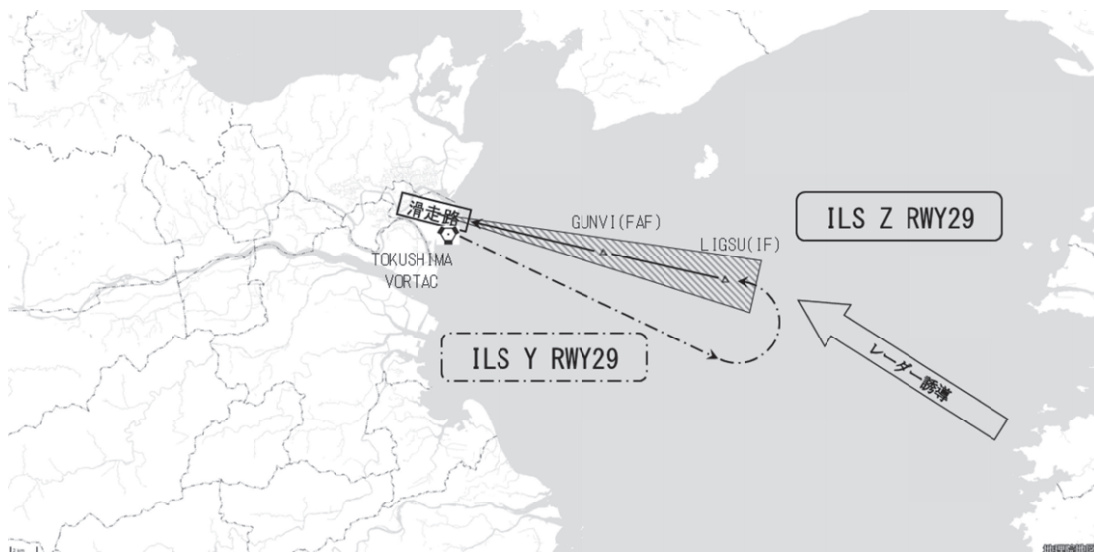 滑走路
GUNVI(FAF)
ILS Z RWY29
LIGSU(IF)
TOKUSHIMA
VORTAC
ILS Y RWY29
レーダー誘導